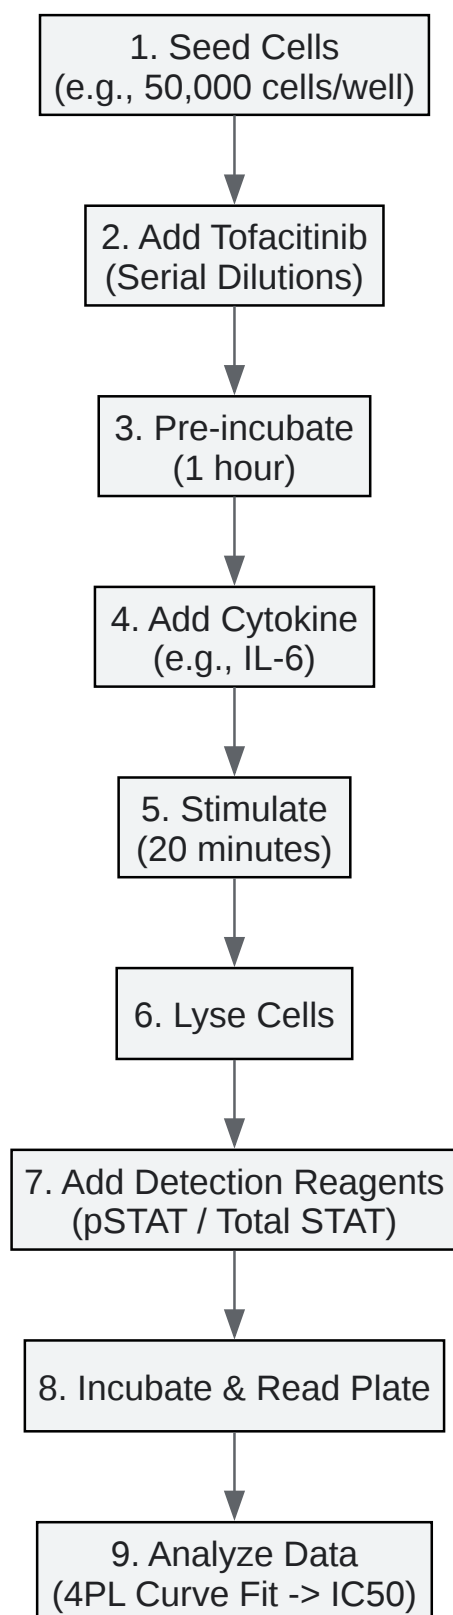 1. Seed Cells
(e.g., 50,000 cells/well)
2. Add Tofacitinib
(Serial Dilutions)
3. Pre-incubate
(1 hour)
4. Add Cytokine
(e.g., IL-6)
5. Stimulate
(20 minutes)
6. Lyse Cells
7. Add Detection Reagents
(pSTAT / Total STAT)
8. Incubate & Read Plate
9. Analyze Data
(4PL Curve Fit -> IC50)